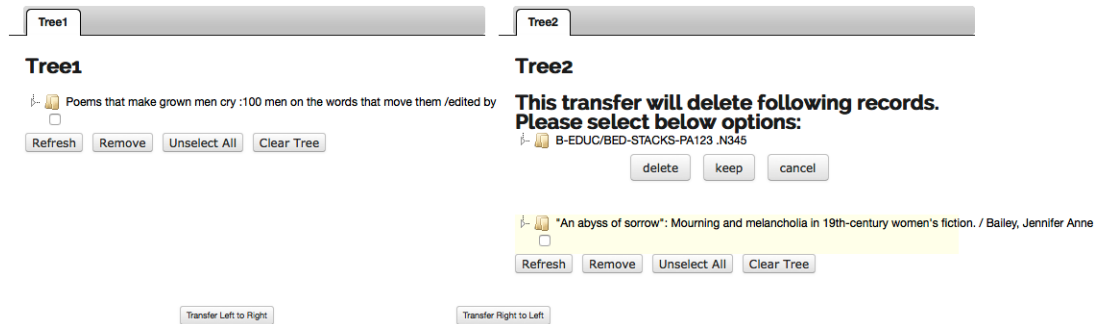 Tree1
Tree1
Poems that make grown men cry :100 men on the words that move them /edited by
Refresh Remove Unselect All Clear Tree
Tree2
Tree2
This transfer will delete following records.
Please select below options:
B-EDUC/BED-STACKS-PA123 .N345
delete keep cancel
"An abyss of sorrow": Mourning and melancholia in 19th-century women's fiction. / Bailey, Jennifer Anne
Refresh Remove Unselect All Clear Tree
Transfer Left to Right Transfer Right to Left